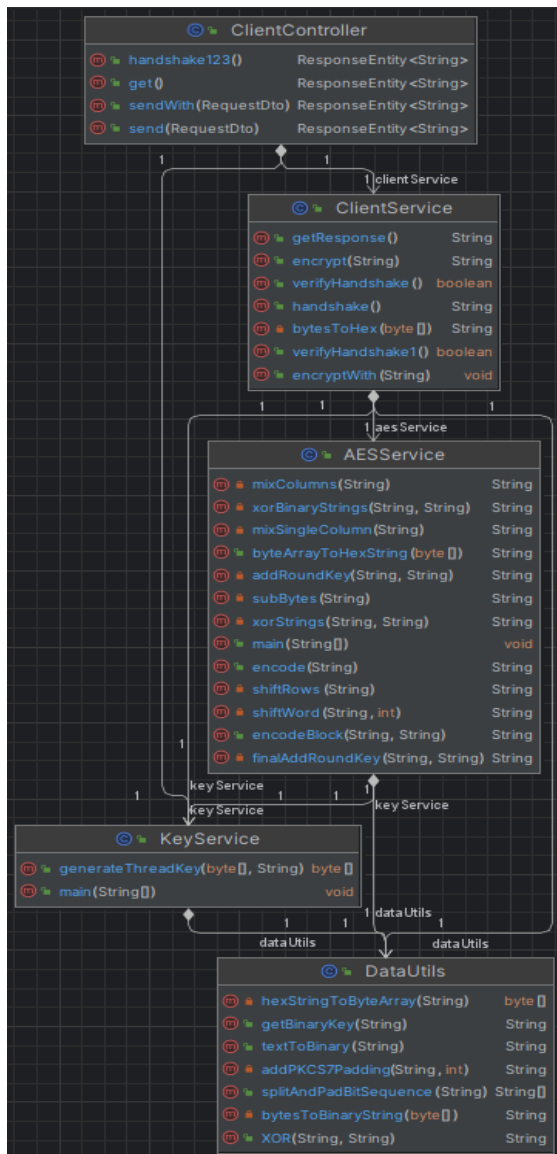 ClientController
handshake123() ResponseEntity<String>
get() ResponseEntity<String>
sendWith(RequestDto) ResponseEntity<String>
send(RequestDto) ResponseEntity<String>
1 1
1 clientService
ClientService
getResponse() String
encrypt(String) String
verifyHandshake() boolean
handshake() String
bytesToHex(byte[]) String
verifyHandshake1() boolean
encryptWith(String) void
1 1 1
1 aesService
AESService
mixColumns(String) String
xorBinaryStrings(String, String) String
mixSingleColumn(String) String
byteArrayToHexString(byte[]) String
addRoundKey(String, String) String
subBytes(String) String
xorStrings(String, String) String
main(String[]) void
encode(String) String
shiftRows(String) String
shiftWord(String, int) String
encodeBlock(String, String) String
finalAddRoundKey(String, String) String
1
keyService 1
1 1 1 1
keyService keyService
KeyService
generateThreadKey(byte[], String) byte[]
main(String[]) void
1 dataUtils
1 1 1
dataUtils dataUtils
DataUtils
hexStringToByteArray(String) byte[]
getBinaryKey(String) String
textToBinary(String) String
addPKCS7Padding(String, int) String
splitAndPadBitSequence(String) String[]
bytesToBinaryString(byte[]) String
XOR(String, String) String